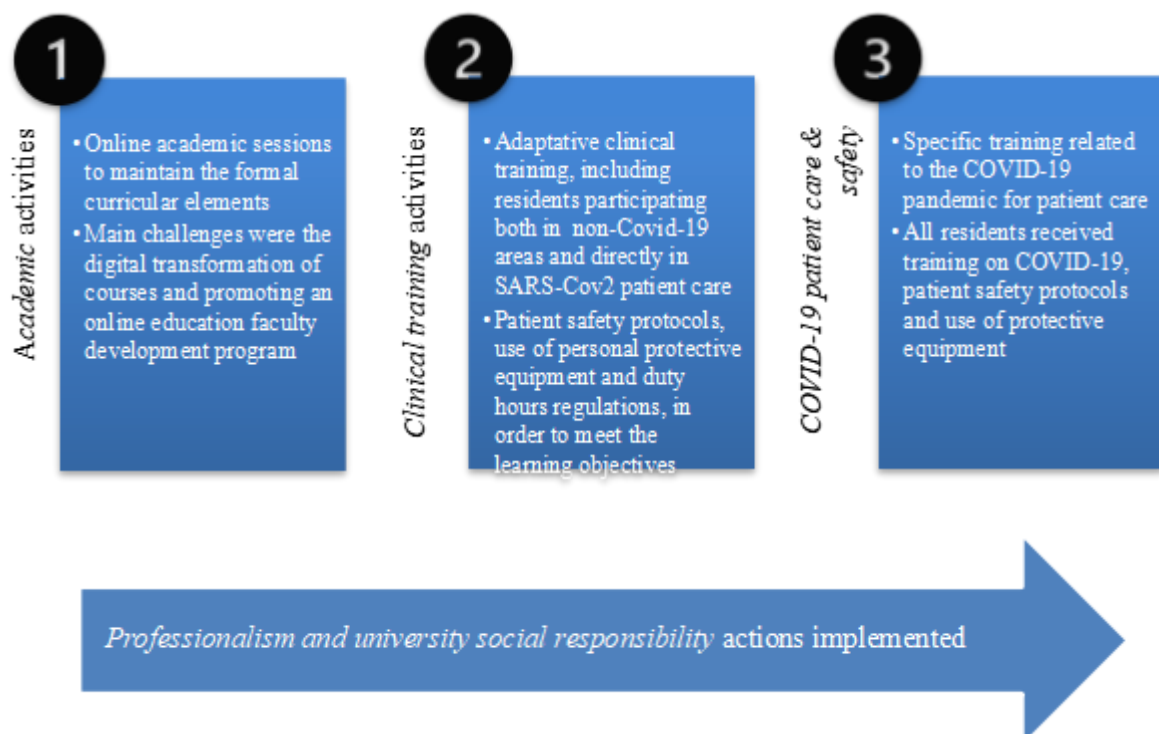 1
Academic activities
• Online academic sessions
to maintain the formal
curricular elements
• Main challenges were the
digital transformation of
courses and promoting an
online education faculty
development program
2
Clinical training activities
• Adaptative clinical
training, including
residents participating
both in non-Covid-19
areas and directly in
SARS-Cov2 patient care
• Patient safety protocols,
use of personal protective
equipment and duty
hours regulations, in
order to meet the
learning objectives
3
COVID-19 patient care &
safety
• Specific training related
to the COVID-19
pandemic for patient care
• All residents received
training on COVID-19,
patient safety protocols
and use of protective
equipment
Professionalism and university social responsibility actions implemented